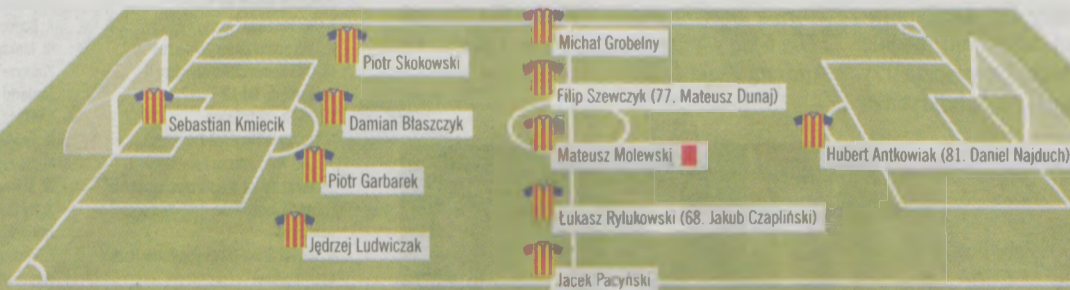 Michał Grobelny
Piotr Skokowski
Filip Szewczyk (77. Mateusz Dunaj)
Sebastian Kmiecik
Damian Błaszczyk
Mateusz Molewski
Hubert Antkowiak (81. Daniel Najduch)
Piotr Garbarek
Łukasz Rylukowski (68. Jakub Czapliński)
Jędrzej Ludwiczak
Jacek Pacyński